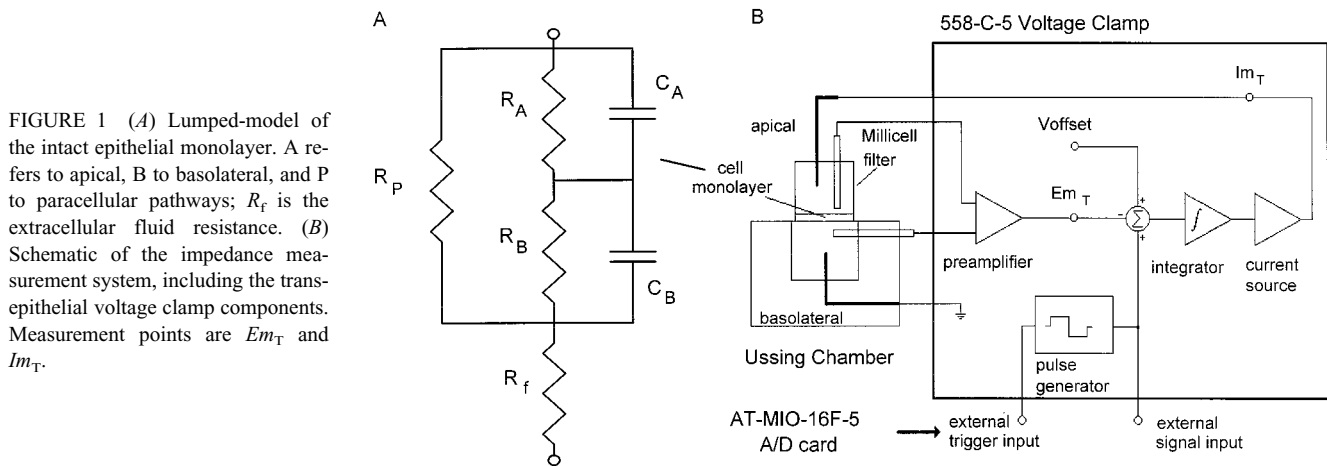 FIGURE 1 (A) Lumped-model of
the intact epithelial monolayer. A re-
fers to apical, B to basolateral, and P
to paracellular pathways; Rf is the
extracellular fluid resistance. (B)
Schematic of the impedance mea-
surement system, including the trans-
epithelial voltage clamp components.
Measurement points are EmT and
ImT.
A
RP
RA
CA
RB
CB
Rf
B
558-C-5 Voltage Clamp
ImT
apical
Millicell
filter
Voffset
cell
monolayer
EmT
+
-
Σ
+
∫
preamplifier
integrator
current
source
basolateral
Ussing Chamber
pulse
generator
AT-MIO-16F-5
A/D card
external
trigger input
external
signal input